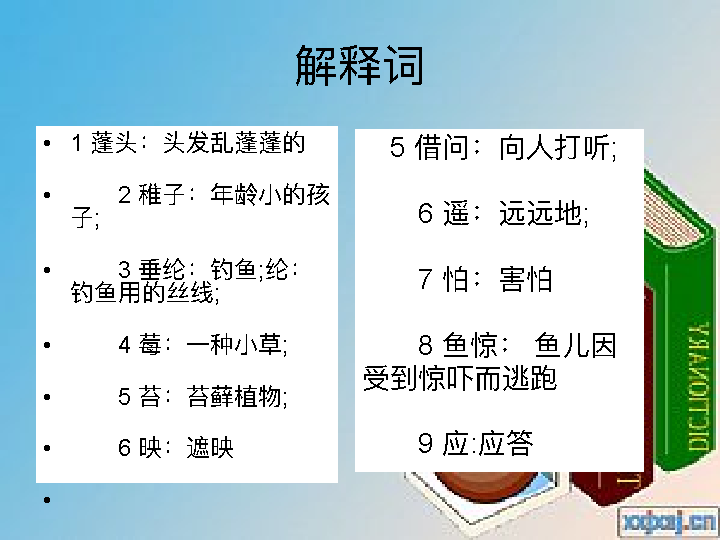 解释词
• 1 蓬头：头发乱蓬蓬的
• 2 稚子：年龄小的孩
子;
• 3 垂纶：钓鱼;纶：
钓鱼用的丝线;
• 4 莓：一种小草;
• 5 苔：苔藓植物;
• 6 映：遮映
•
5 借问：向人打听;
6 遥：远远地;
7 怕：害怕
8 鱼惊： 鱼儿因
受到惊吓而逃跑
9 应:应答
DICTIONARY